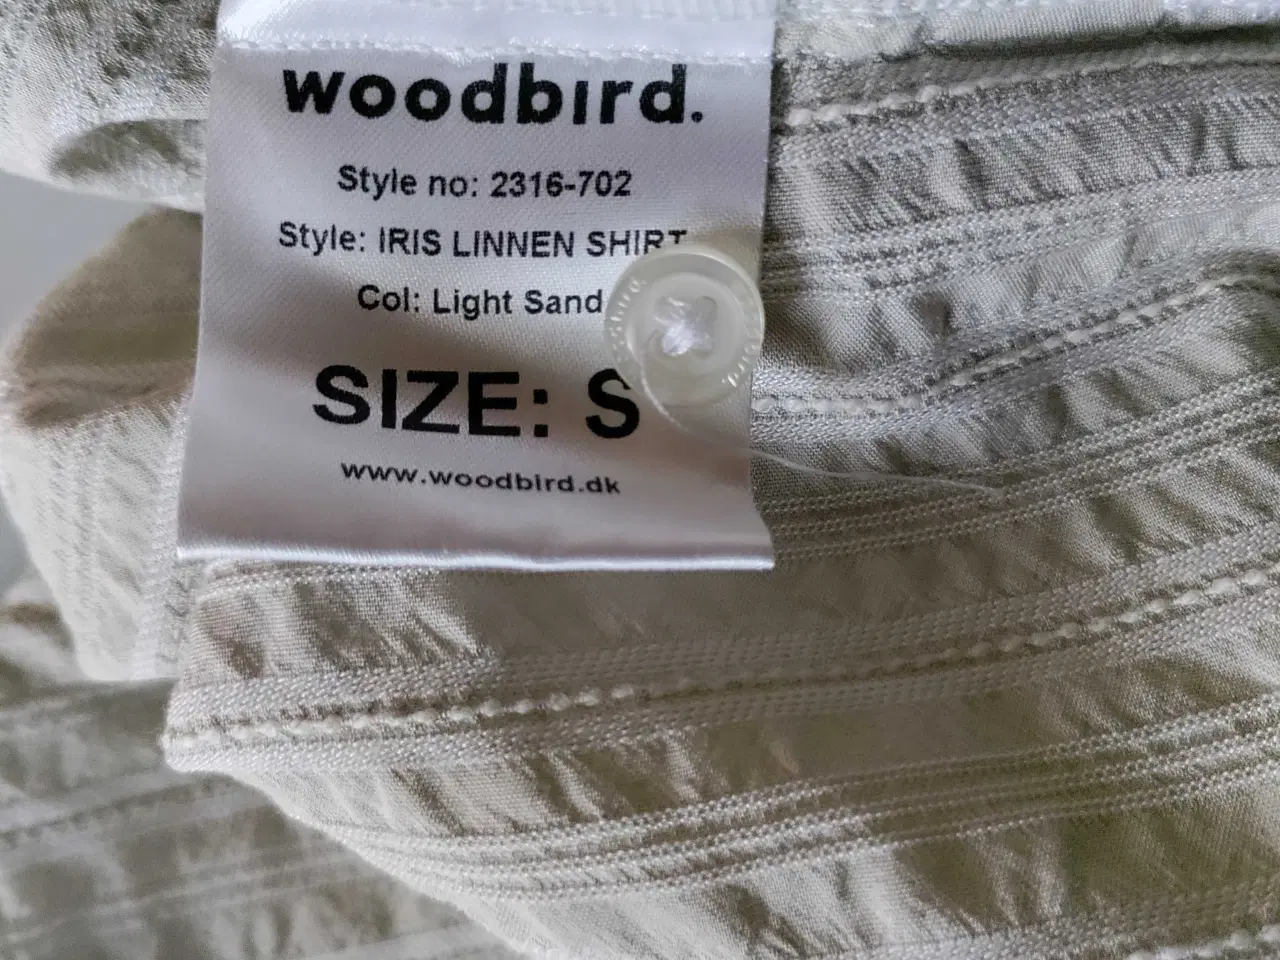 woodbird.
Style no: 2316-702
Style: IRIS LINNEN SHIRT
Col: Light Sand
SIZE: S
www.woodbird.dk